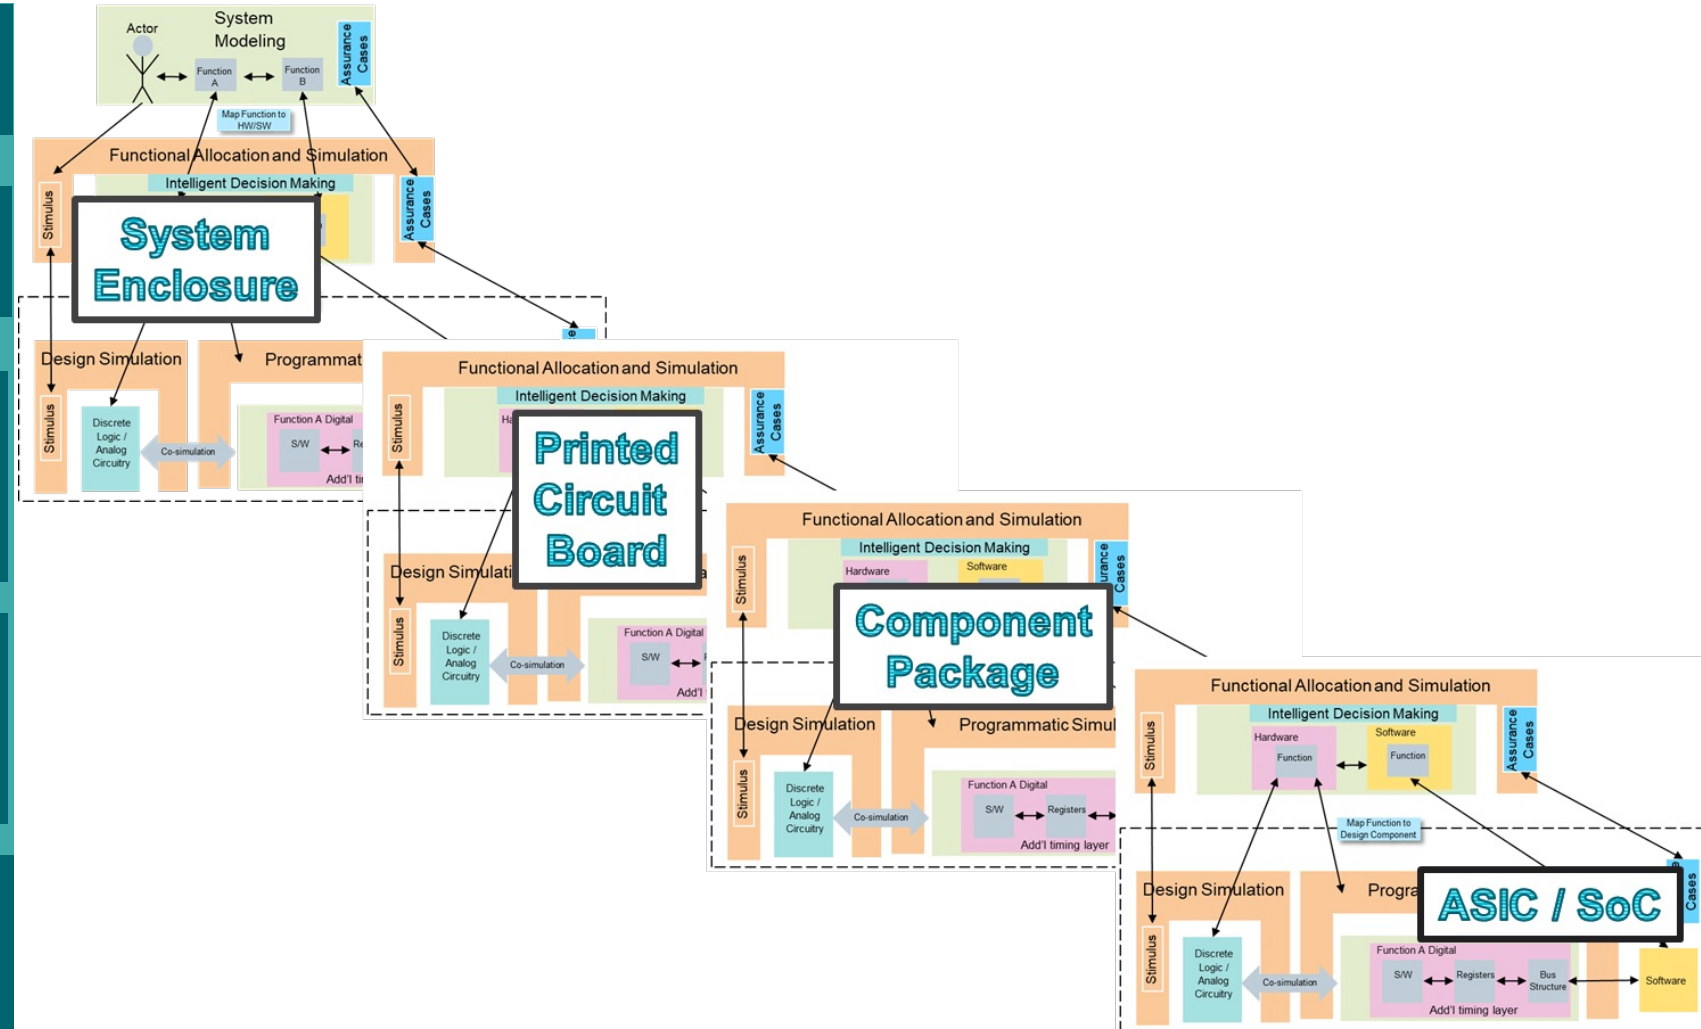 System
Modeling
Actor
Function
A
Function
B
Assurance
Cases
Map Function to
HW/SW
Functional Allocation and Simulation
Intelligent Decision Making
Stimulus
Assurance
Cases
System
Enclosure
Design Simulation
Programmat
Stimulus
Discrete
Logic /
Analog
Circuitry
Co-simulation
Function A Digital
S/W
Re
Add'l ti
Functional Allocation and Simulation
Intelligent Decision Making
Ha
Stimulus
Assurance
Cases
Printed
Circuit
Board
Design Simulati
Stimulus
Discrete
Logic /
Analog
Circuitry
Co-simulation
Function A Digital
S/W
Add'l
Functional Allocation and Simulation
Intelligent Decision Making
Hardware
Software
Stimulus
urance
Cases
Component
Package
Design Simulation
Programmatic Simul
Stimulus
Discrete
Logic /
Analog
Circuitry
Co-simulation
Function A Digital
S/W
Registers
Add'l timing layer
Functional Allocation and Simulation
Intelligent Decision Making
Hardware
Software
Function
Function
Stimulus
Assurance
Cases
Map Function to
Design Component
Design Simulation
Progra
ASIC / SoC
Cases
Stimulus
Discrete
Logic /
Analog
Circuitry
Co-simulation
Function A Digital
S/W
Registers
Bus
Structure
Add'l timing layer
Software